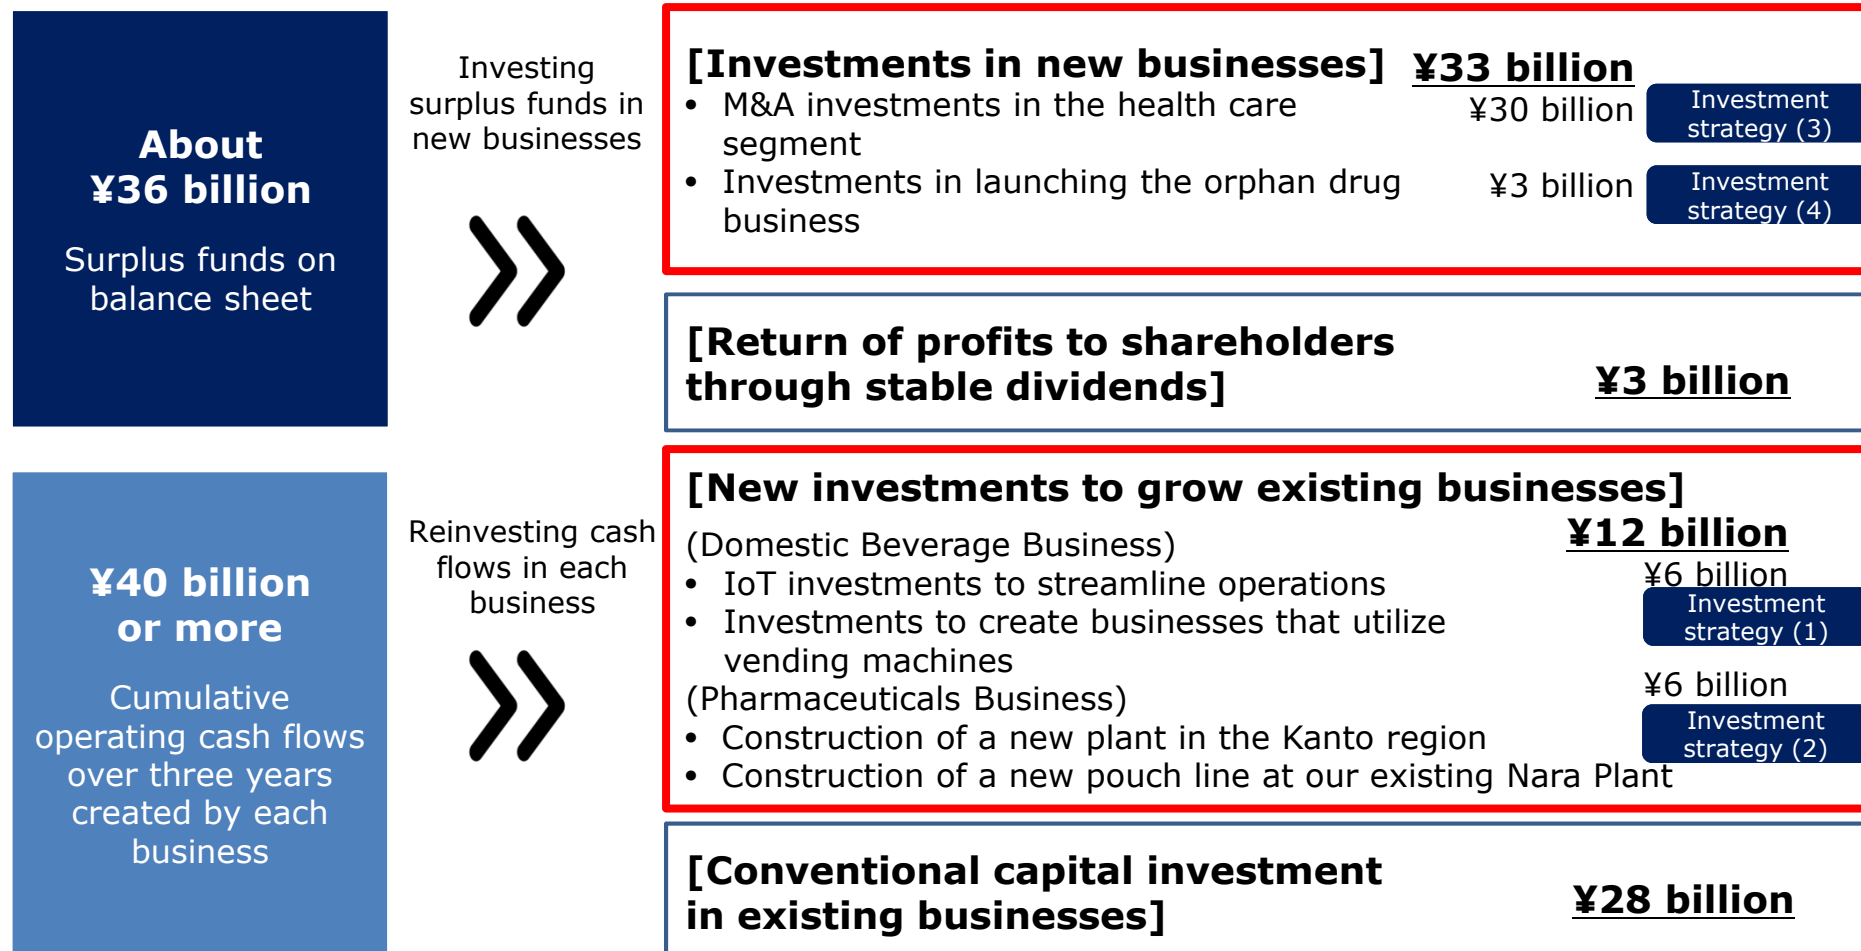 About
¥36 billion
Surplus funds on
balance sheet
Investing
surplus funds in
new businesses
[Investments in new businesses] ¥33 billion
• M&A investments in the health care
segment
¥30 billion
Investment
strategy (3)
• Investments in launching the orphan drug
business
¥3 billion
Investment
strategy (4)
[Return of profits to shareholders
through stable dividends]
¥3 billion
¥40 billion
or more
Cumulative
operating cash flows
over three years
created by each
business
Reinvesting cash
flows in each
business
[New investments to grow existing businesses]
¥12 billion
(Domestic Beverage Business)
• IoT investments to streamline operations
• Investments to create businesses that utilize
vending machines
¥6 billion
Investment
strategy (1)
(Pharmaceuticals Business)
• Construction of a new plant in the Kanto region
• Construction of a new pouch line at our existing Nara Plant
¥6 billion
Investment
strategy (2)
[Conventional capital investment
in existing businesses]
¥28 billion